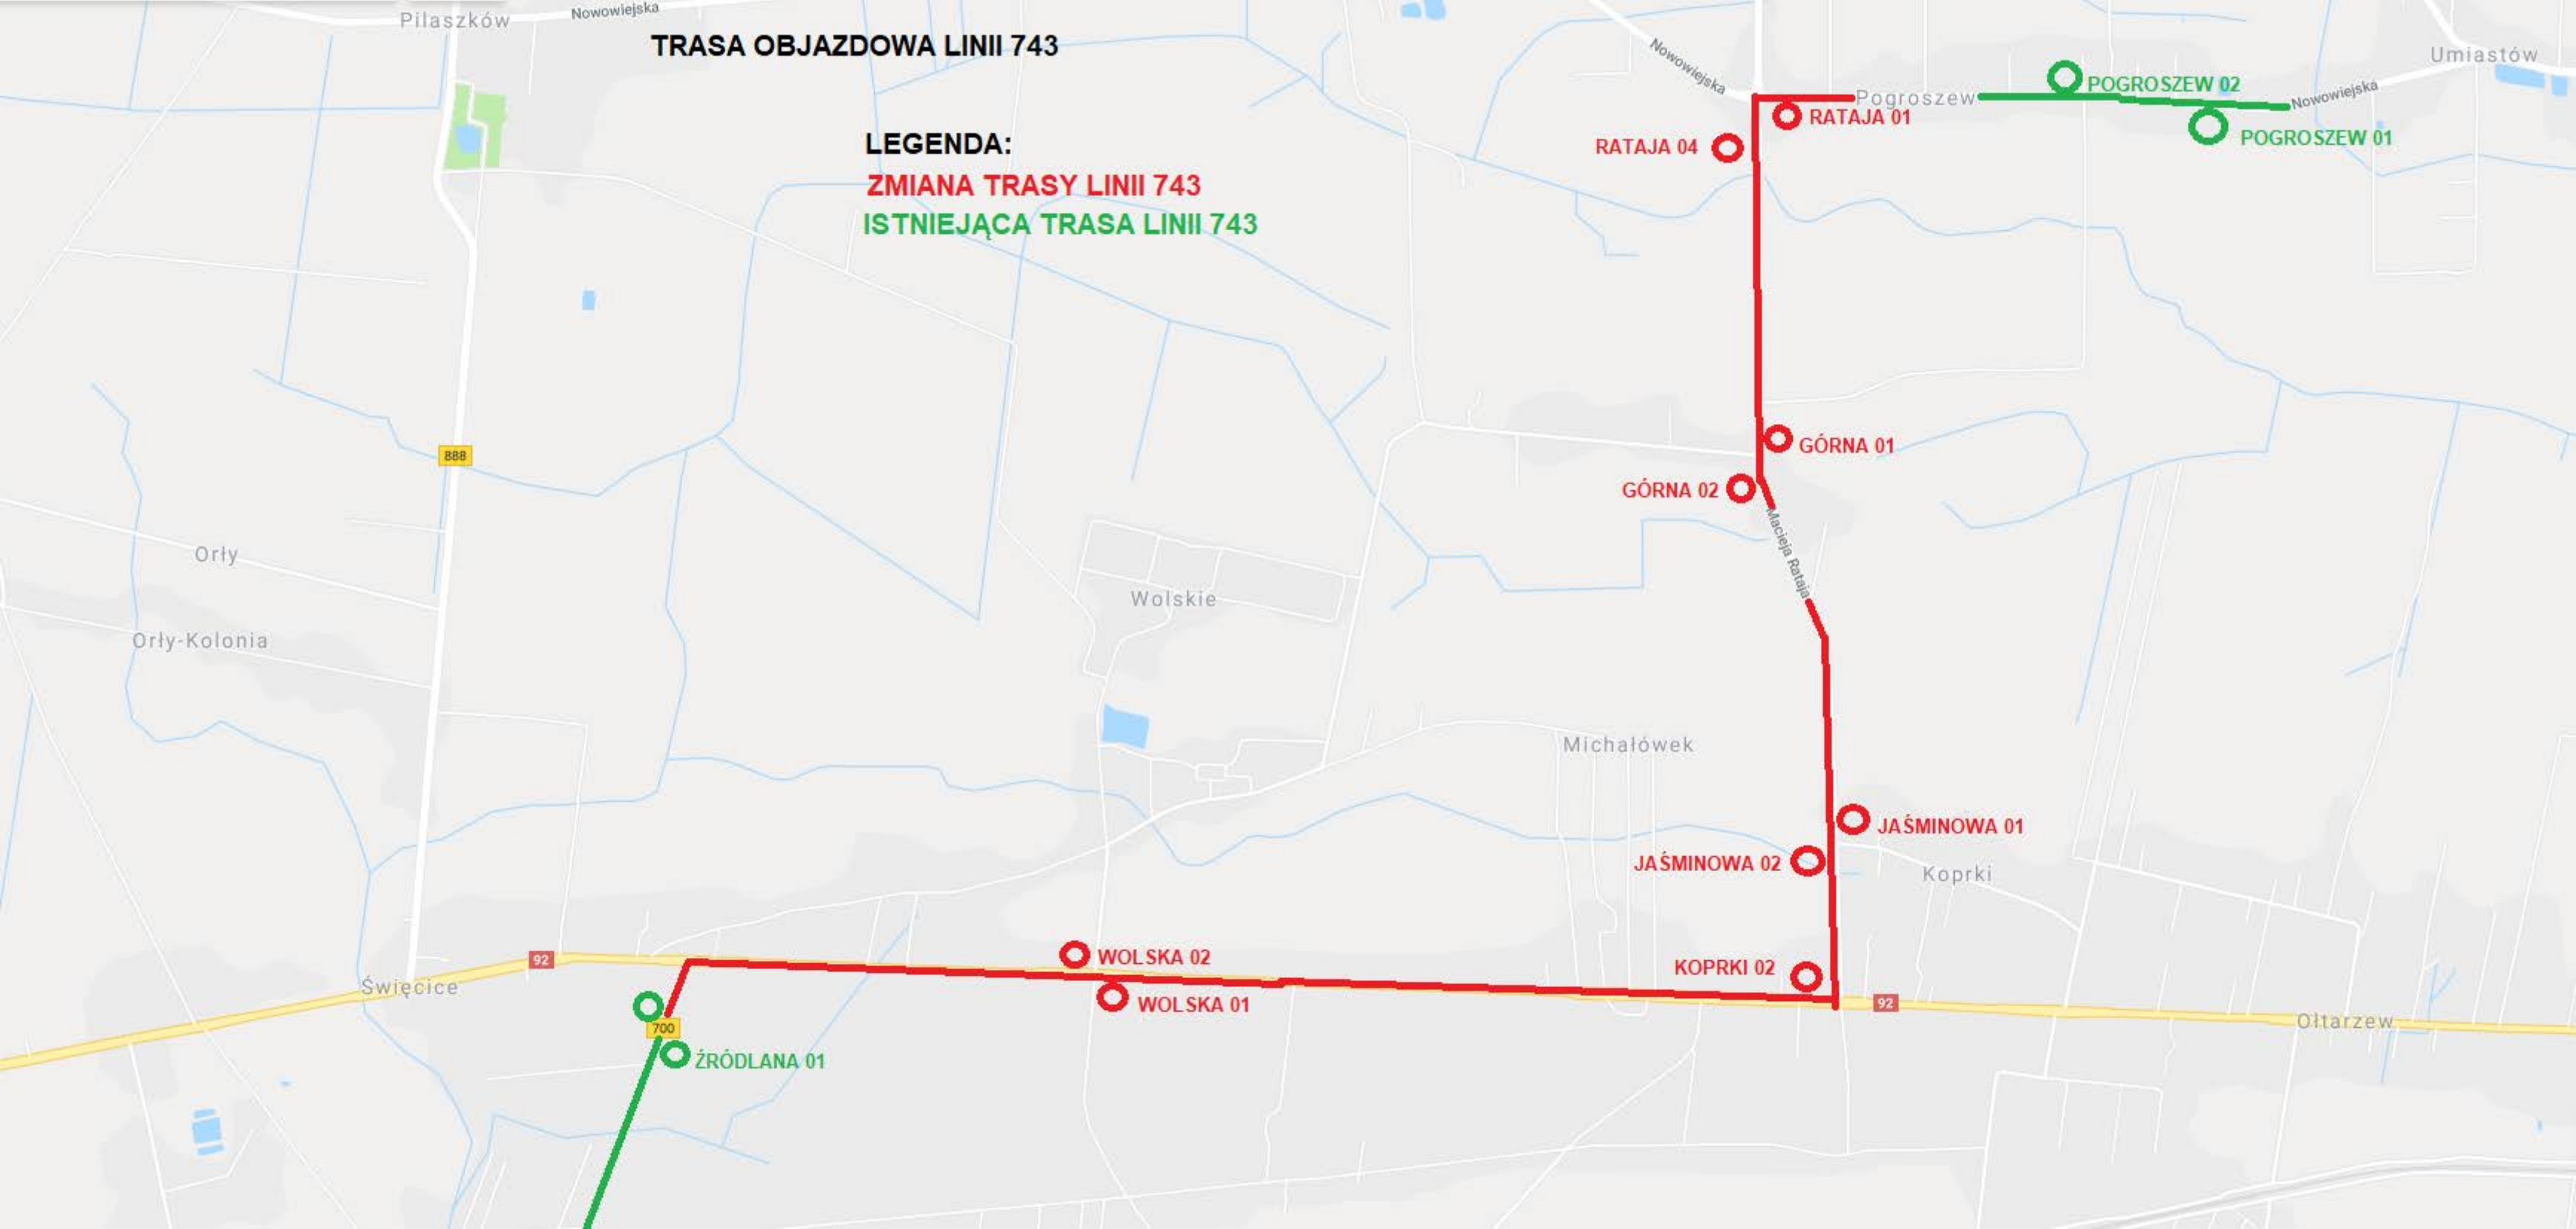 Pilaszków
Nowowiejska
TRASA OBJAZDOWA LINII 743
Nowowiejska
Umiastów
POGROSZEW 02
Pogroszew
Nowowiejska
RATAJA 01
POGROSZEW 01
RATAJA 04
LEGENDA:
ZMIANA TRASY LINII 743
ISTNIEJĄCA TRASA LINII 743
GÓRNA 01
888
GÓRNA 02
Macieja Rataja
Orły
Wolskie
Orły-Kolonia
Michałówek
JAŚMINOWA 01
JAŚMINOWA 02
Koprki
92
WOLSKA 02
KOPRKI 02
Święcice
WOLSKA 01
92
Ołtarzew
700
ŹRÓDLANA 01